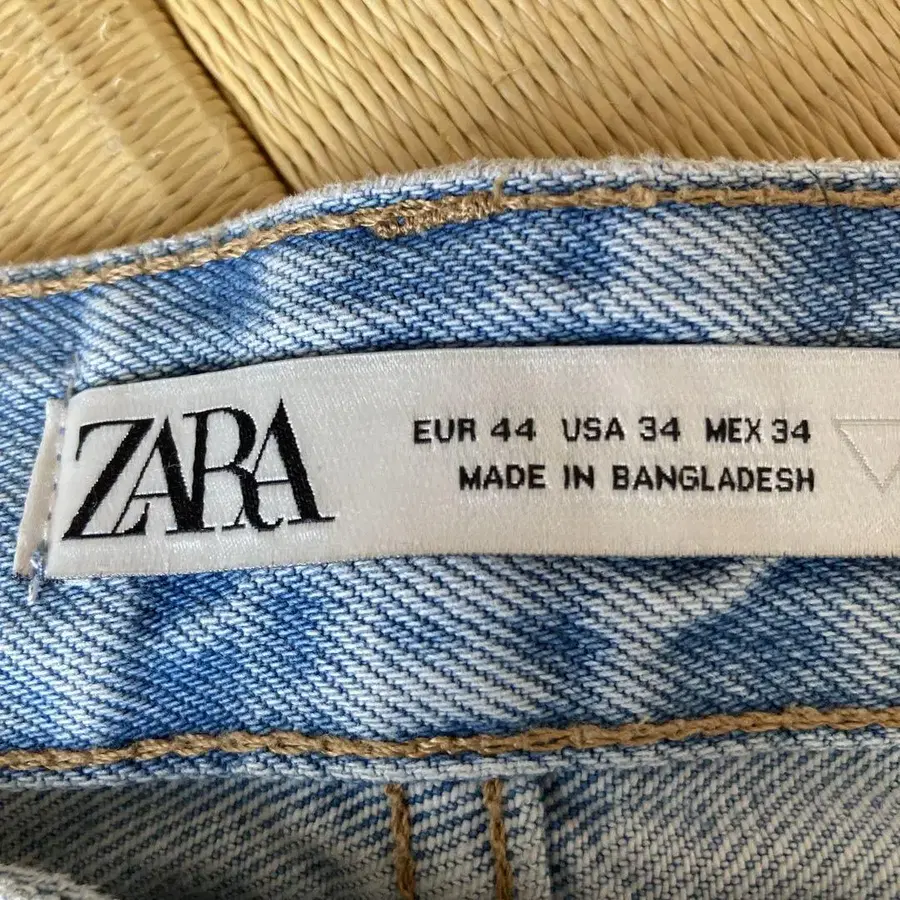 ZARA
EUR 44 USA 34 MEX 34
MADE IN BANGLADESH